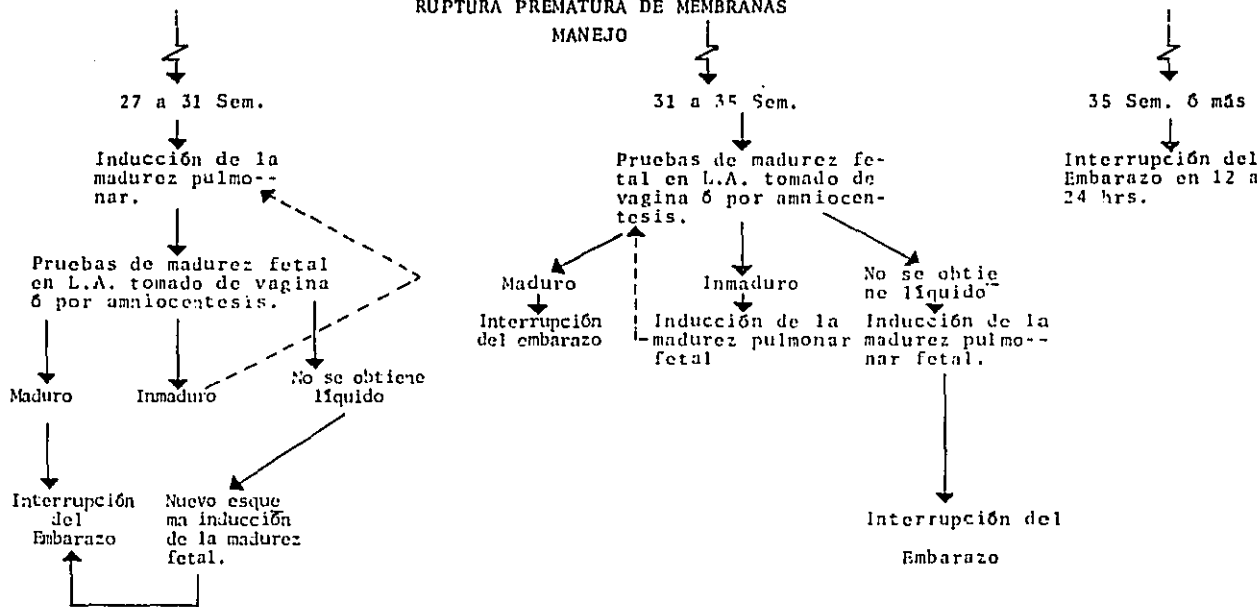 RUPTURA PREMATURA DE MEMBRANAS
MANEJO
27 a 31 Sem.
Inducción de la
madurez pulmo--
nar.
Pruebas de madurez fetal
en L.A. tomado de vagina
ó por amniocentesis.
Maduro
Inmaduro
No se obtiene
líquido
Interrupción
del
Embarazo
Nuevo esque
ma inducción
de la madurez
fetal.
31 a 35 Sem.
Pruebas de madurez fe-
tal en L.A. tomado de
vagina ó por amniocen-
tesis.
Maduro
Interrupción
del embarazo
Inmaduro
Inducción de la
madurez pulmonar
fetal
No se obtie
ne líquido
Inducción de la
madurez pulmo--
nar fetal.
Interrupción del
Embarazo
35 Sem. ó más
Interrupción del
Embarazo en 12 a
24 hrs.